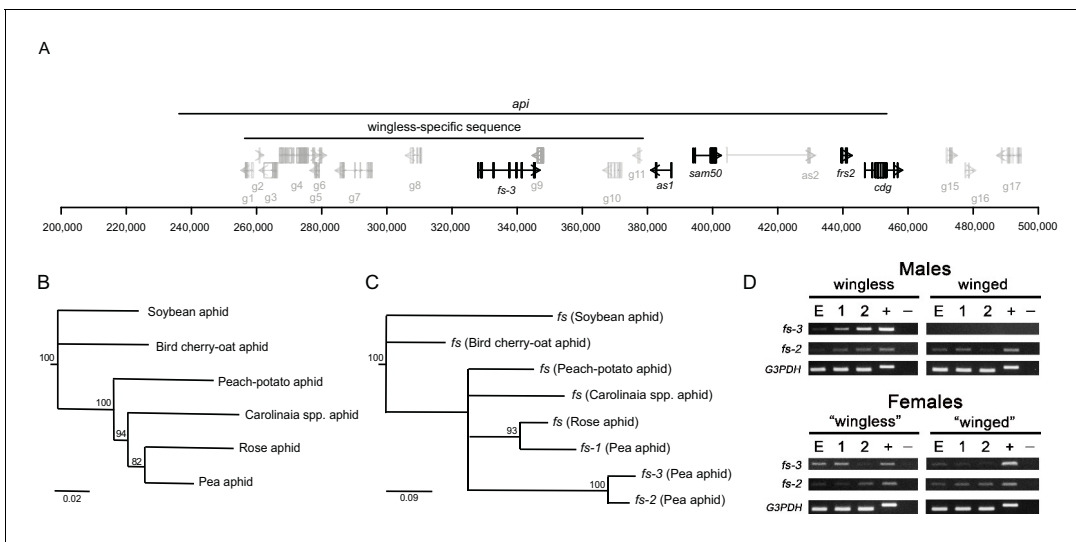 A
api
wingless-specific sequence
g2
g1
g3
g4
g6
g5
g7
g8
fs-3
g9
g10
g11
as1
sam50
as2
frs2
cdg
g15
g16
g17
200,000 220,000 240,000 260,000 280,000 300,000 320,000 340,000 360,000 380,000 400,000 420,000 440,000 460,000 480,000 500,000
B
Soybean aphid
Bird cherry-oat aphid
100
Peach-potato aphid
100
Carolinaia spp. aphid
94
Rose aphid
82
Pea aphid
0.02
C
fs (Soybean aphid)
fs (Bird cherry-oat aphid)
100
fs (Peach-potato aphid)
fs (Carolinaia spp. aphid)
fs (Rose aphid)
93
fs-1 (Pea aphid)
fs-3 (Pea aphid)
100
fs-2 (Pea aphid)
0.09
D
Males
wingless winged
E 1 2 + – E 1 2 + –
fs-3
fs-2
G3PDH
Females
"wingless" "winged"
E 1 2 + – E 1 2 + –
fs-3
fs-2
G3PDH